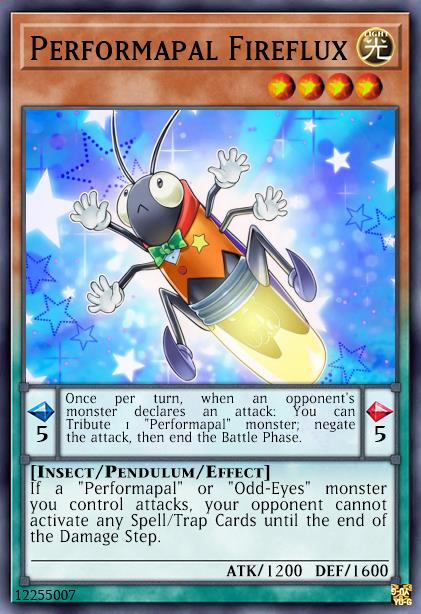 PERFORMAPAL FIREFLUX
LIGHT
光
Once per turn, when an opponent's
monster declares an attack: You can
Tribute 1 "Performapal" monster; negate
the attack, then end the Battle Phase.
5
5
[INSECT/PENDULUM/EFFECT]
If a "Performapal" or "Odd-Eyes" monster
you control attacks, your opponent cannot
activate any Spell/Trap Cards until the end of
the Damage Step.
ATK/1200 DEF/1600
12255007